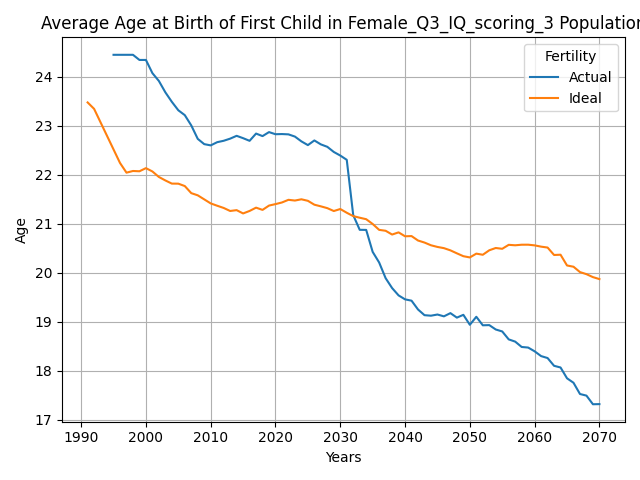 Average Age at Birth of First Child in Female_Q3_IQ_scoring_3 Population
Fertility
Actual
Ideal
Age
24
23
22
21
20
19
18
17
1990 2000 2010 2020 2030 2040 2050 2060 2070
Years